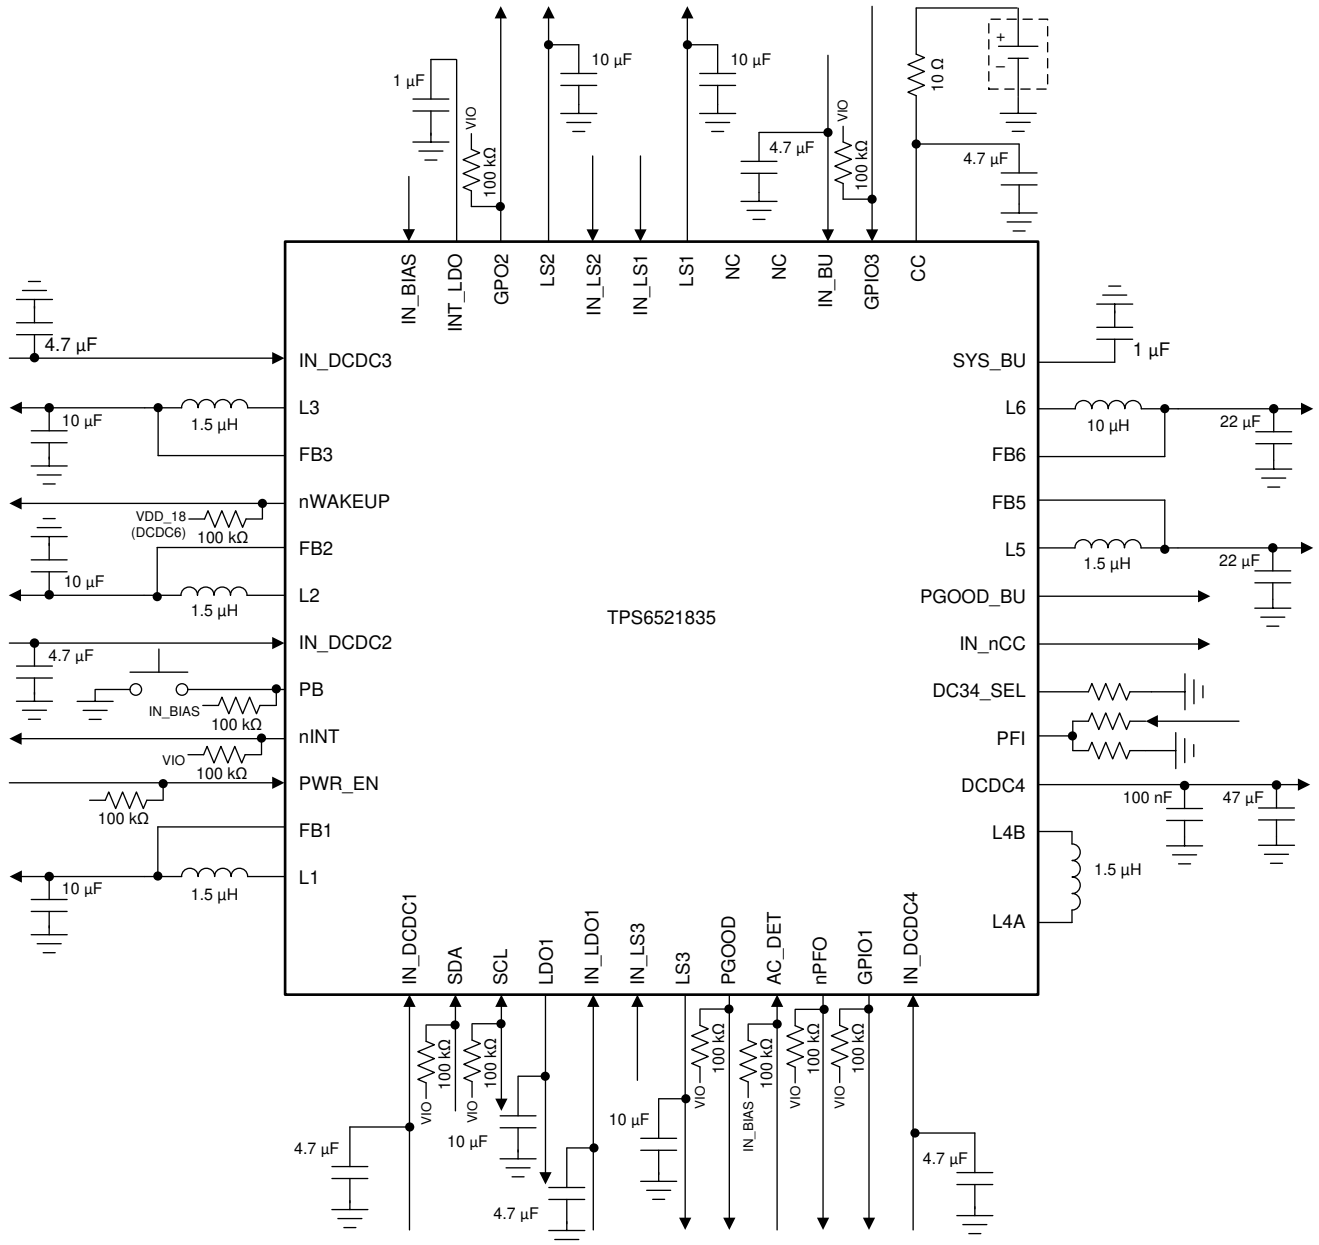 1 µF
VIO
100 kΩ
10 µF
10 µF
4.7 µF
VIO
100 kΩ
10 Ω
+
–
4.7 µF
IN_BIAS
INT_LDO
GPO2
LS2
IN_LS2
IN_LS1
LS1
NC
NC
IN_BU
GPIO3
CC
4.7 µF
IN_DCDC3
10 µF
1.5 µH
L3
FB3
nWAKEUP
VDD_18
(DCDC6)
100 kΩ
FB2
10 µF
1.5 µH
L2
IN_DCDC2
4.7 µF
PB
IN_BIAS
100 kΩ
nINT
VIO
100 kΩ
PWR_EN
100 kΩ
FB1
10 µF
1.5 µH
L1
TPS6521835
SYS_BU
1 µF
L6
10 µH
22 µF
FB6
FB5
L5
1.5 µH
22 µF
PGOOD_BU
IN_nCC
DC34_SEL
PFI
DCDC4
100 nF
47 µF
L4B
1.5 µH
L4A
IN_DCDC1
SDA
SCL
LDO1
IN_LDO1
IN_LS3
LS3
PGOOD
AC_DET
nPFO
GPIO1
IN_DCDC4
VIO
100 kΩ
VIO
100 kΩ
VIO
100 kΩ
IN_BIAS
100 kΩ
VIO
100 kΩ
VIO
100 kΩ
4.7 µF
10 µF
4.7 µF
10 µF
4.7 µF